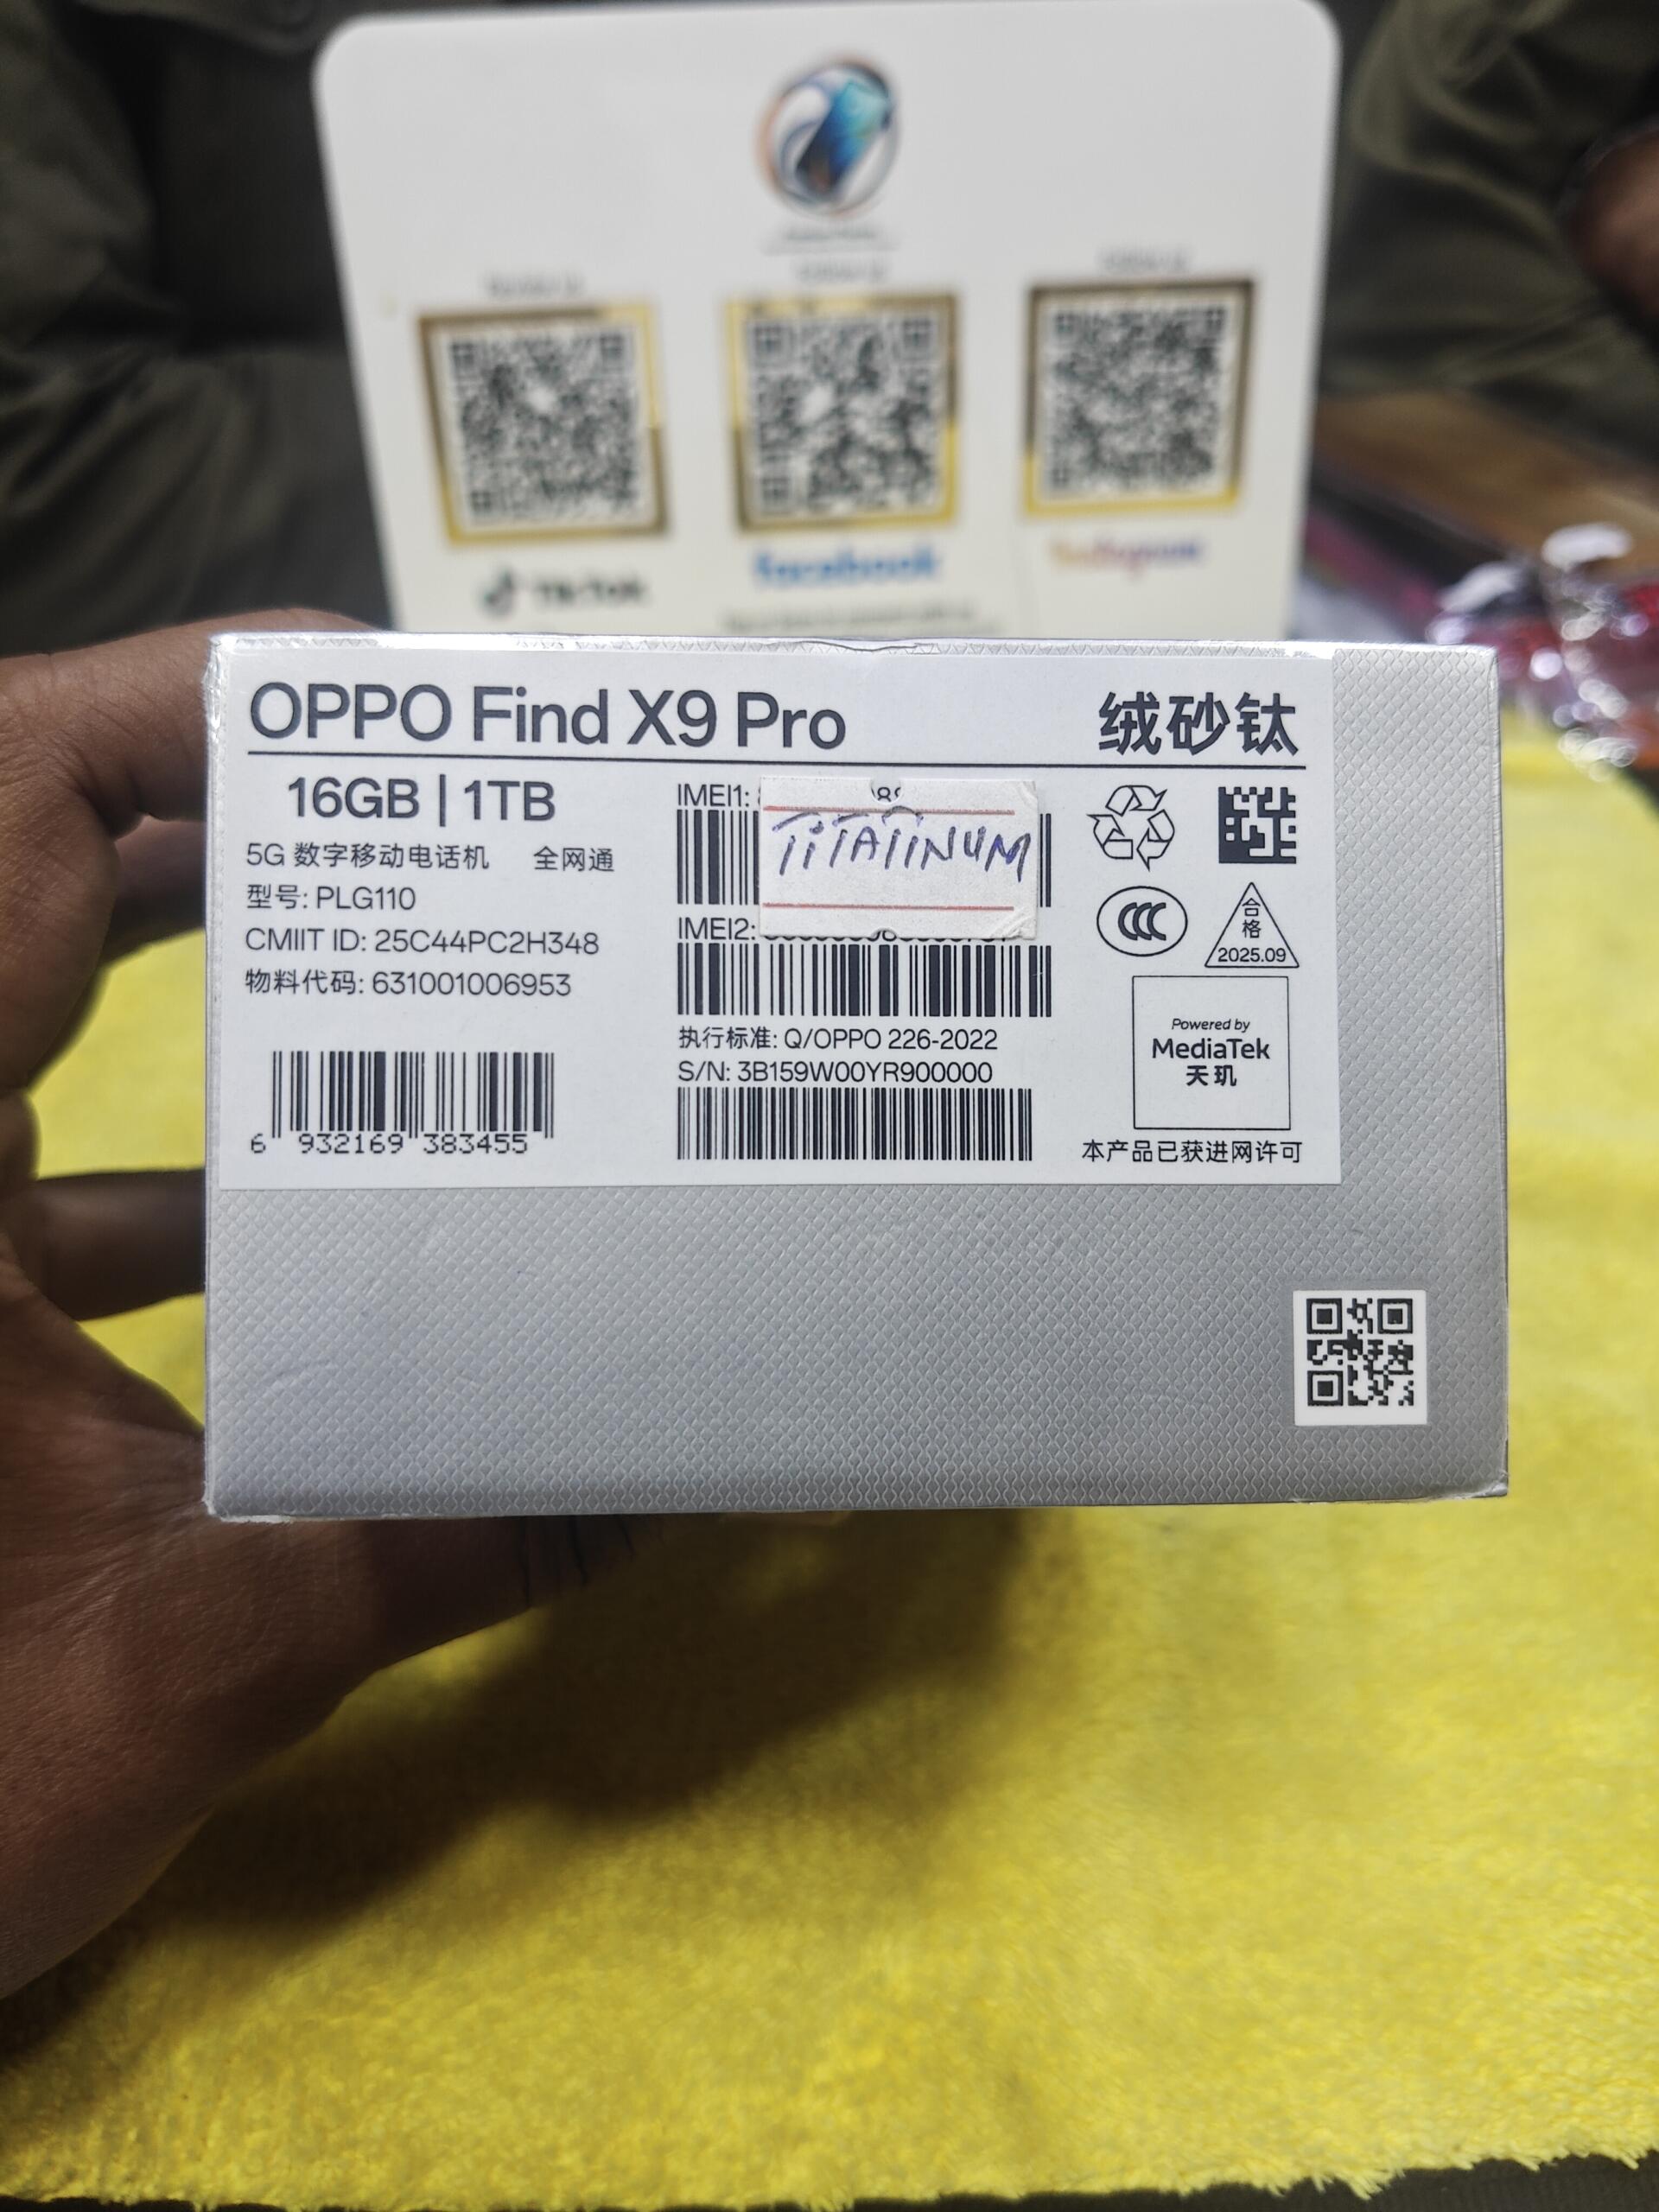 TikTok
facebook
Instagram
OPPO Find X9 Pro
绒砂钛
16GB | 1TB
5G 数字移动电话机 全网通
型号: PLG110
CMIIT ID: 25C44PC2H348
物料代码: 631001006953
6 932169 383455
IMEI1:
TiTATiNUM
IMEI2:
执行标准: Q/OPPO 226-2022
S/N: 3B159W00YR900000
CCC
合格
2025.09
Powered by
MediaTek
天玑
本产品已获进网许可